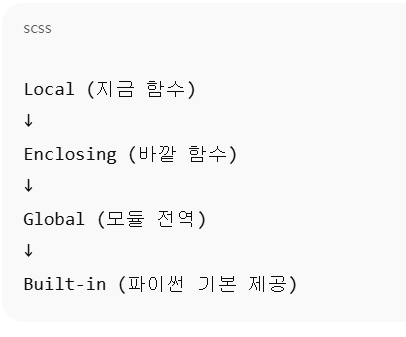 scss
Local (지금 함수)
↓
Enclosing (바깥 함수)
↓
Global (모듈 전역)
↓
Built-in (파이썬 기본 제공)